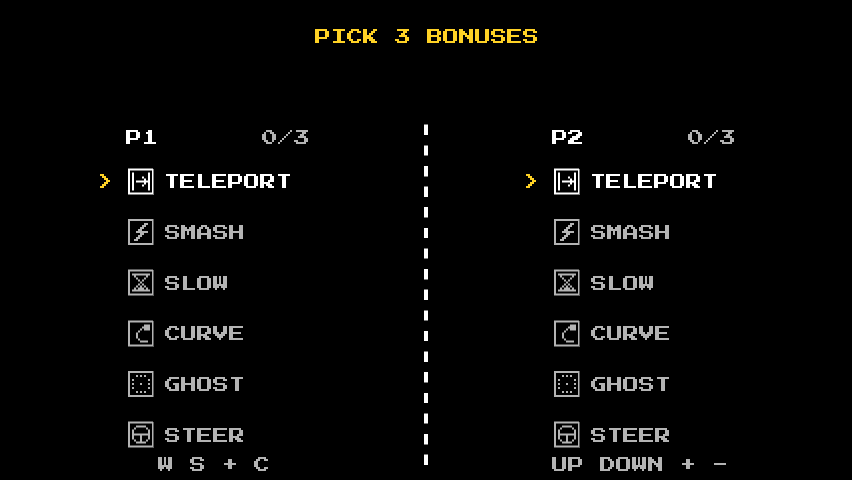 PICK 3 BONUSES
P1 0/3
TELEPORT
SMASH
SLOW
CURVE
GHOST
STEER
W S + C
P2 0/3
TELEPORT
SMASH
SLOW
CURVE
GHOST
STEER
UP DOWN + -